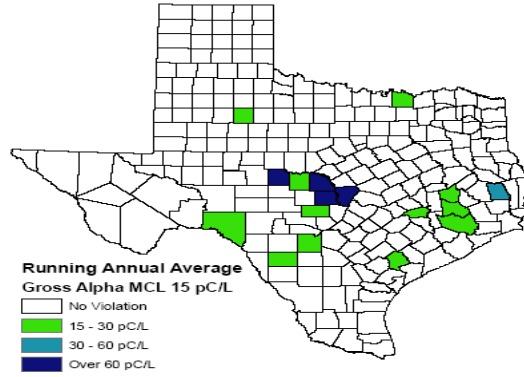 Running Annual Average
Gross Alpha MCL 15 pC/L
No Violation
15 - 30 pC/L
30 - 60 pC/L
Over 60 pC/L